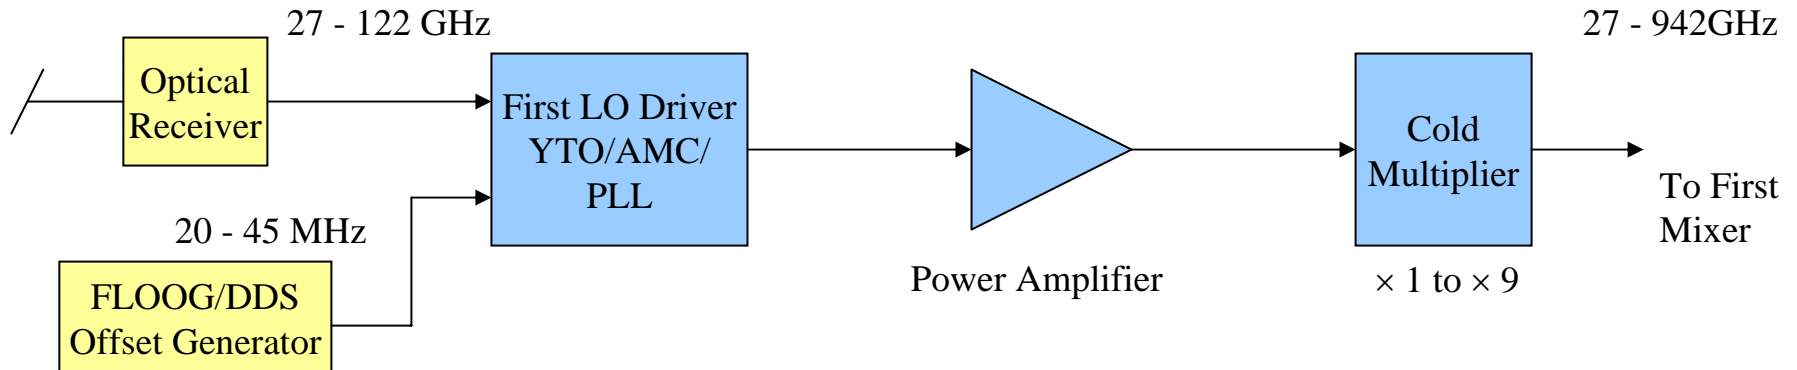 27 - 122 GHz
27 - 942GHz
Optical
Receiver
First LO Driver
YTO/AMC/
PLL
Cold
Multiplier
To First
Mixer
20 - 45 MHz
FLOOG/DDS
Offset Generator
Power Amplifier
× 1 to × 9